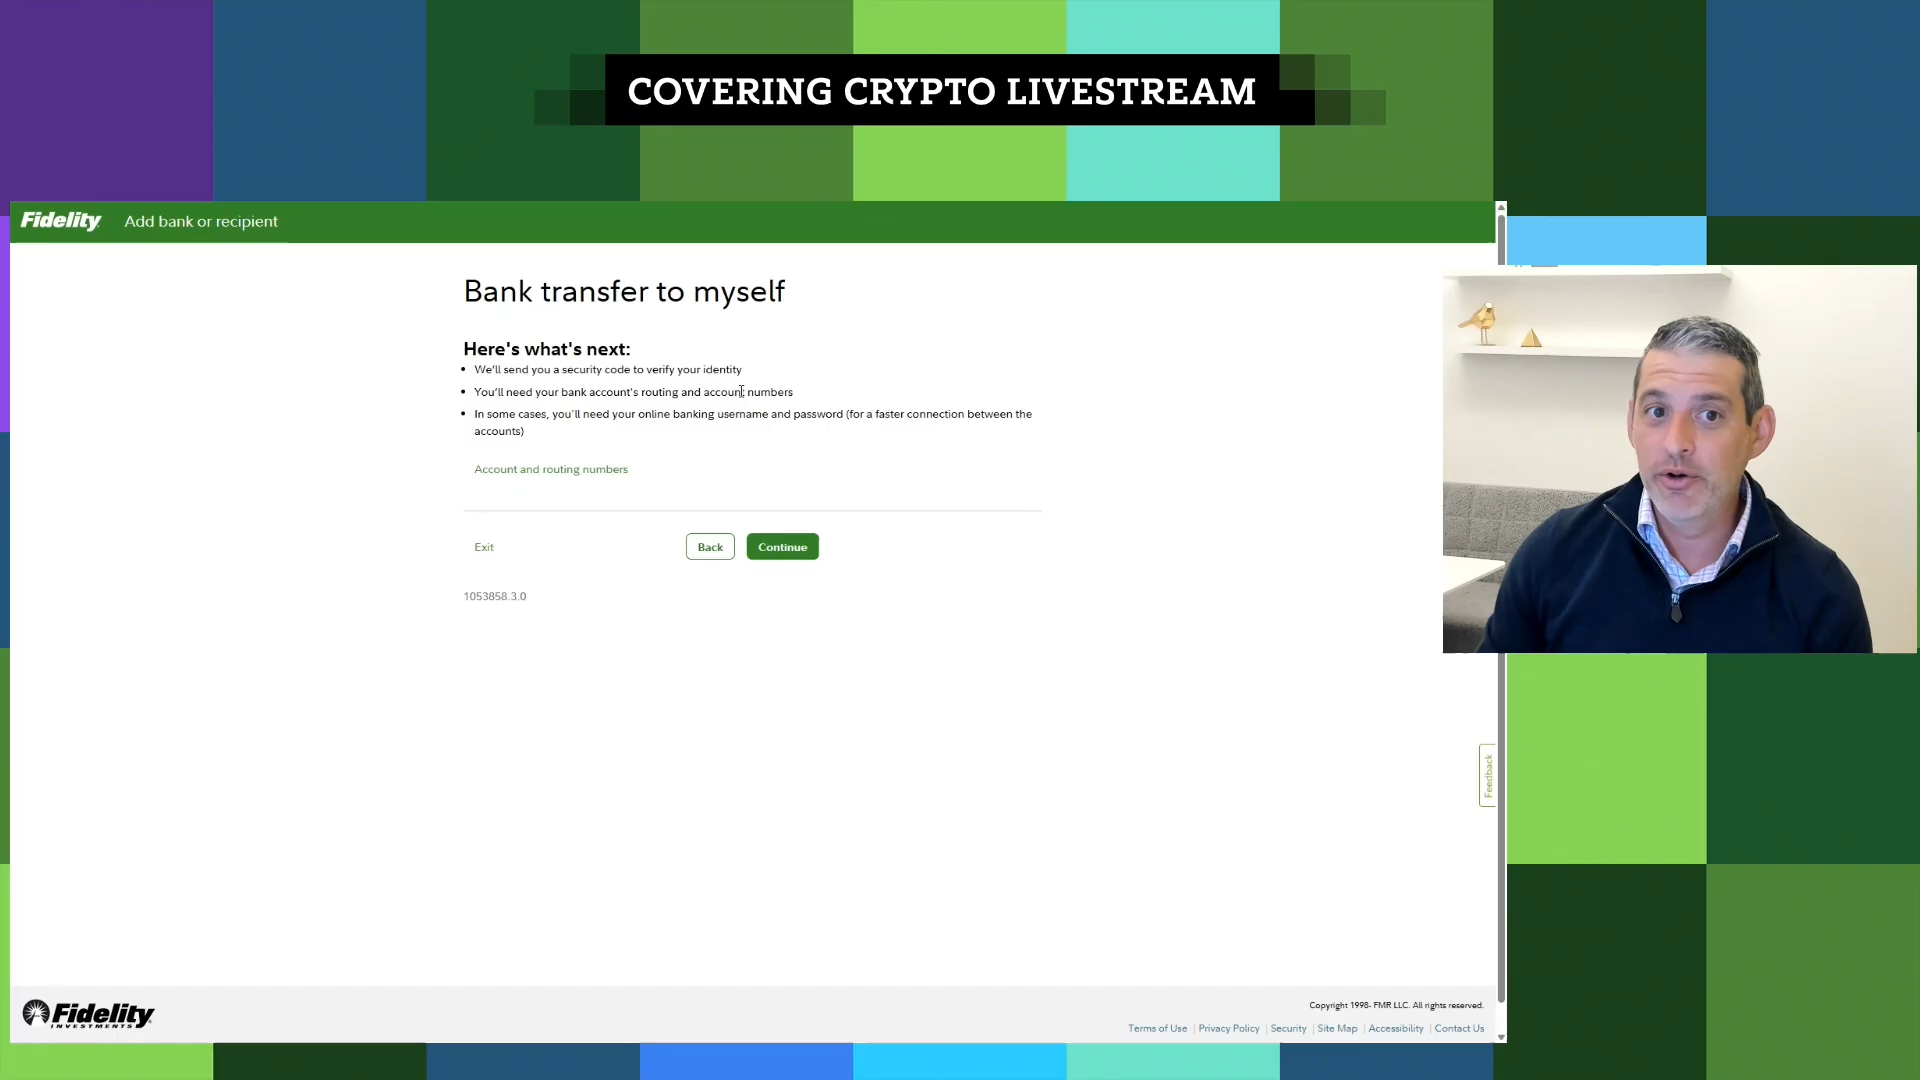 COVERING CRYPTO LIVESTREAM
Fidelity Add bank or recipient
Bank transfer to myself
Here's what's next:
• We'll send you a security code to verify your identity
• You'll need your bank account's routing and account numbers
• In some cases, you'll need your online banking username and password (for a faster connection between the
accounts)
Account and routing numbers
Exit
Back
Continue
1053858.3.0
Feedback
Fidelity
INVESTMENTS
Copyright 1998- FMR LLC. All rights reserved.
Terms of Use | Privacy Policy | Security | Site Map | Accessibility | Contact Us